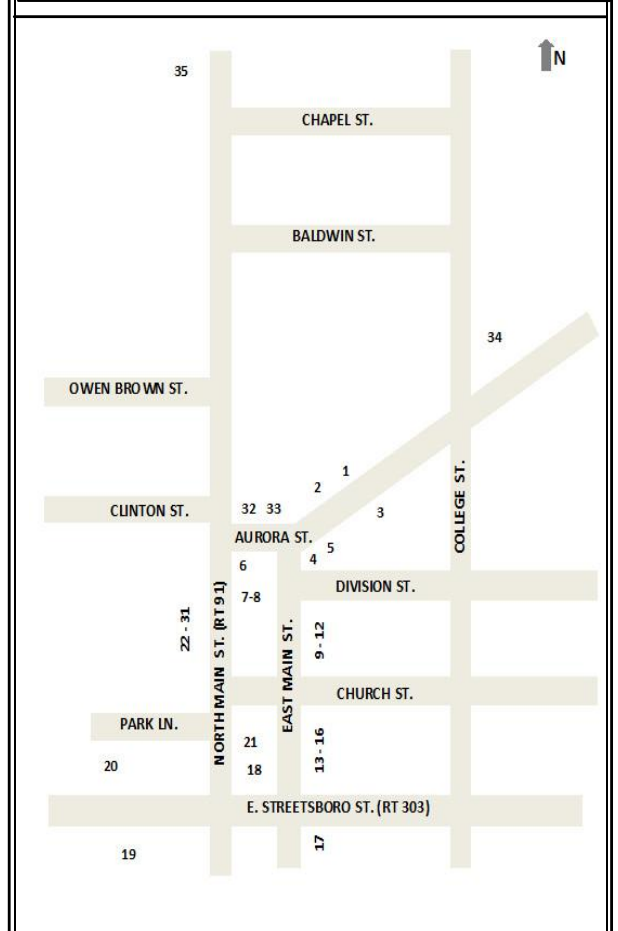 N
35
CHAPEL ST.
BALDWIN ST.
34
OWEN BROWN ST.
1
2
CLINTON ST.
32 33
3
COLLEGE ST.
AURORA ST.
5
4
6
DIVISION ST.
7-8
22 - 31
NORTH MAIN ST. (RT 91)
EAST MAIN ST.
9 - 12
CHURCH ST.
PARK LN.
21
13 - 16
20
18
E. STREETSBORO ST. (RT 303)
17
19